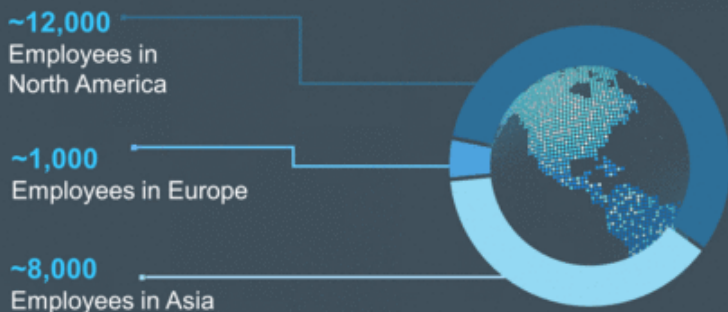 ~12,000
Employees in
North America
~1,000
Employees in Europe
~8,000
Employees in Asia